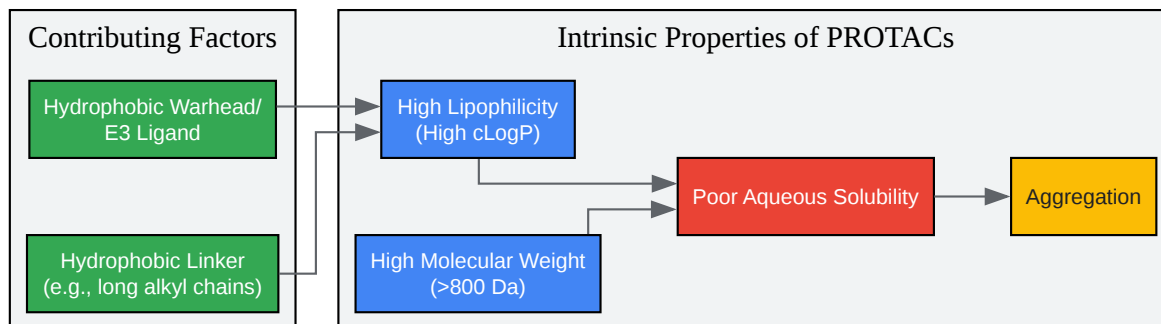 Contributing Factors
Hydrophobic Warhead/
E3 Ligand
Hydrophobic Linker
(e.g., long alkyl chains)
Intrinsic Properties of PROTACs
High Lipophilicity
(High cLogP)
High Molecular Weight
(>800 Da)
Poor Aqueous Solubility
Aggregation